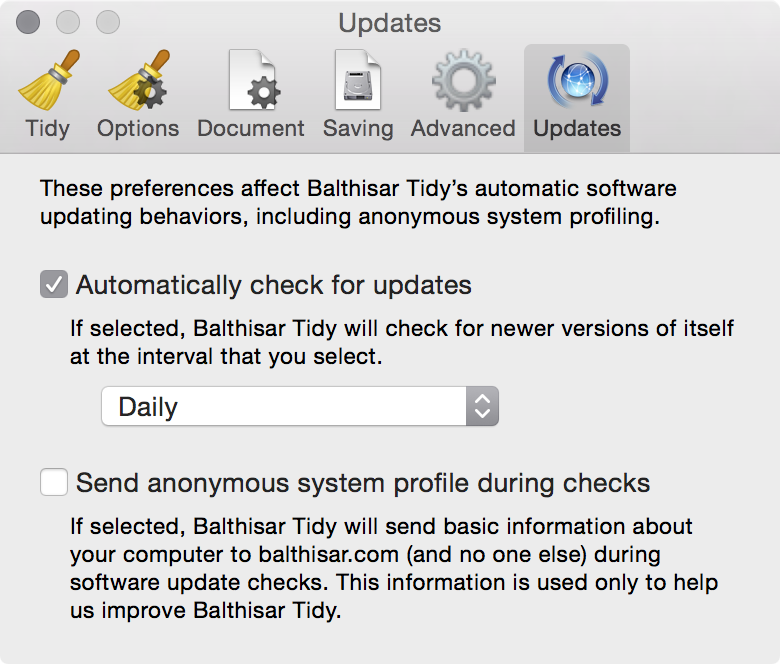 Updates
Tidy Options Document Saving Advanced Updates
These preferences affect Balthisar Tidy's automatic software
updating behaviors, including anonymous system profiling.
Automatically check for updates
If selected, Balthisar Tidy will check for newer versions of itself
at the interval that you select.
Daily
Send anonymous system profile during checks
If selected, Balthisar Tidy will send basic information about
your computer to balthisar.com (and no one else) during
software update checks. This information is used only to help
us improve Balthisar Tidy.